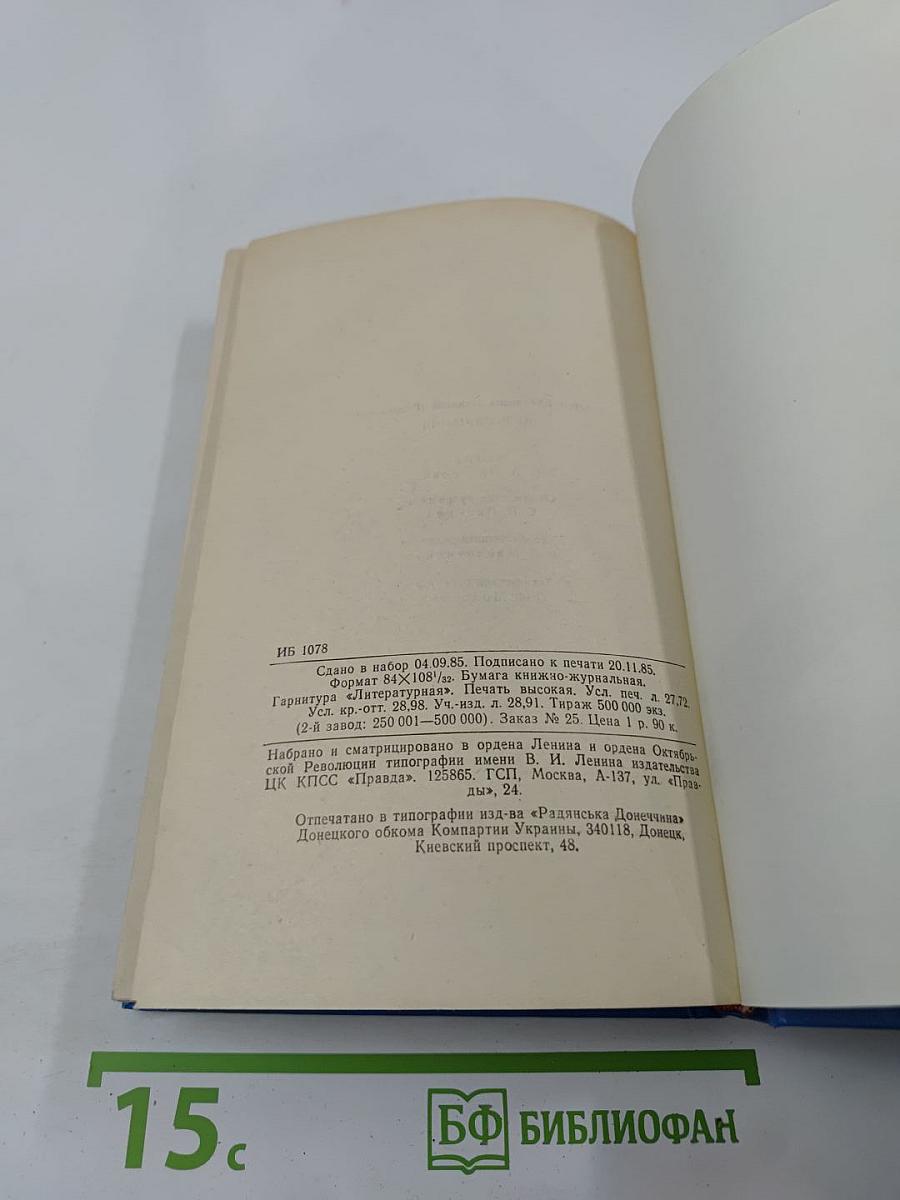 ИБ 1078
Сдано в набор 04.09.85. Подписано к печати 20.11.85.
Формат 84×108¹/₃₂. Бумага книжно-журнальная.
Гарнитура «Литературная». Печать высокая. Усл. печ. л. 27,72.
Усл. кр.-отт. 28,98. Уч.-изд. л. 28,91. Тираж 500 000 экз.
(2-й завод: 250 001—500 000). Заказ № 25. Цена 1 р. 90 к.
Набрано и сматрицировано в ордена Ленина и ордена Октябрь-
ской Революции типографии имени В. И. Ленина издательства
ЦК КПСС «Правда». 125865. ГСП, Москва, А-137, ул. «Прав-
ды», 24.
Отпечатано в типографии изд-ва «Радянська Донеччина»
Донецкого обкома Компартии Украины, 340118, Донецк,
Киевский проспект, 48.
15 с
БФ БИБЛИОФАН